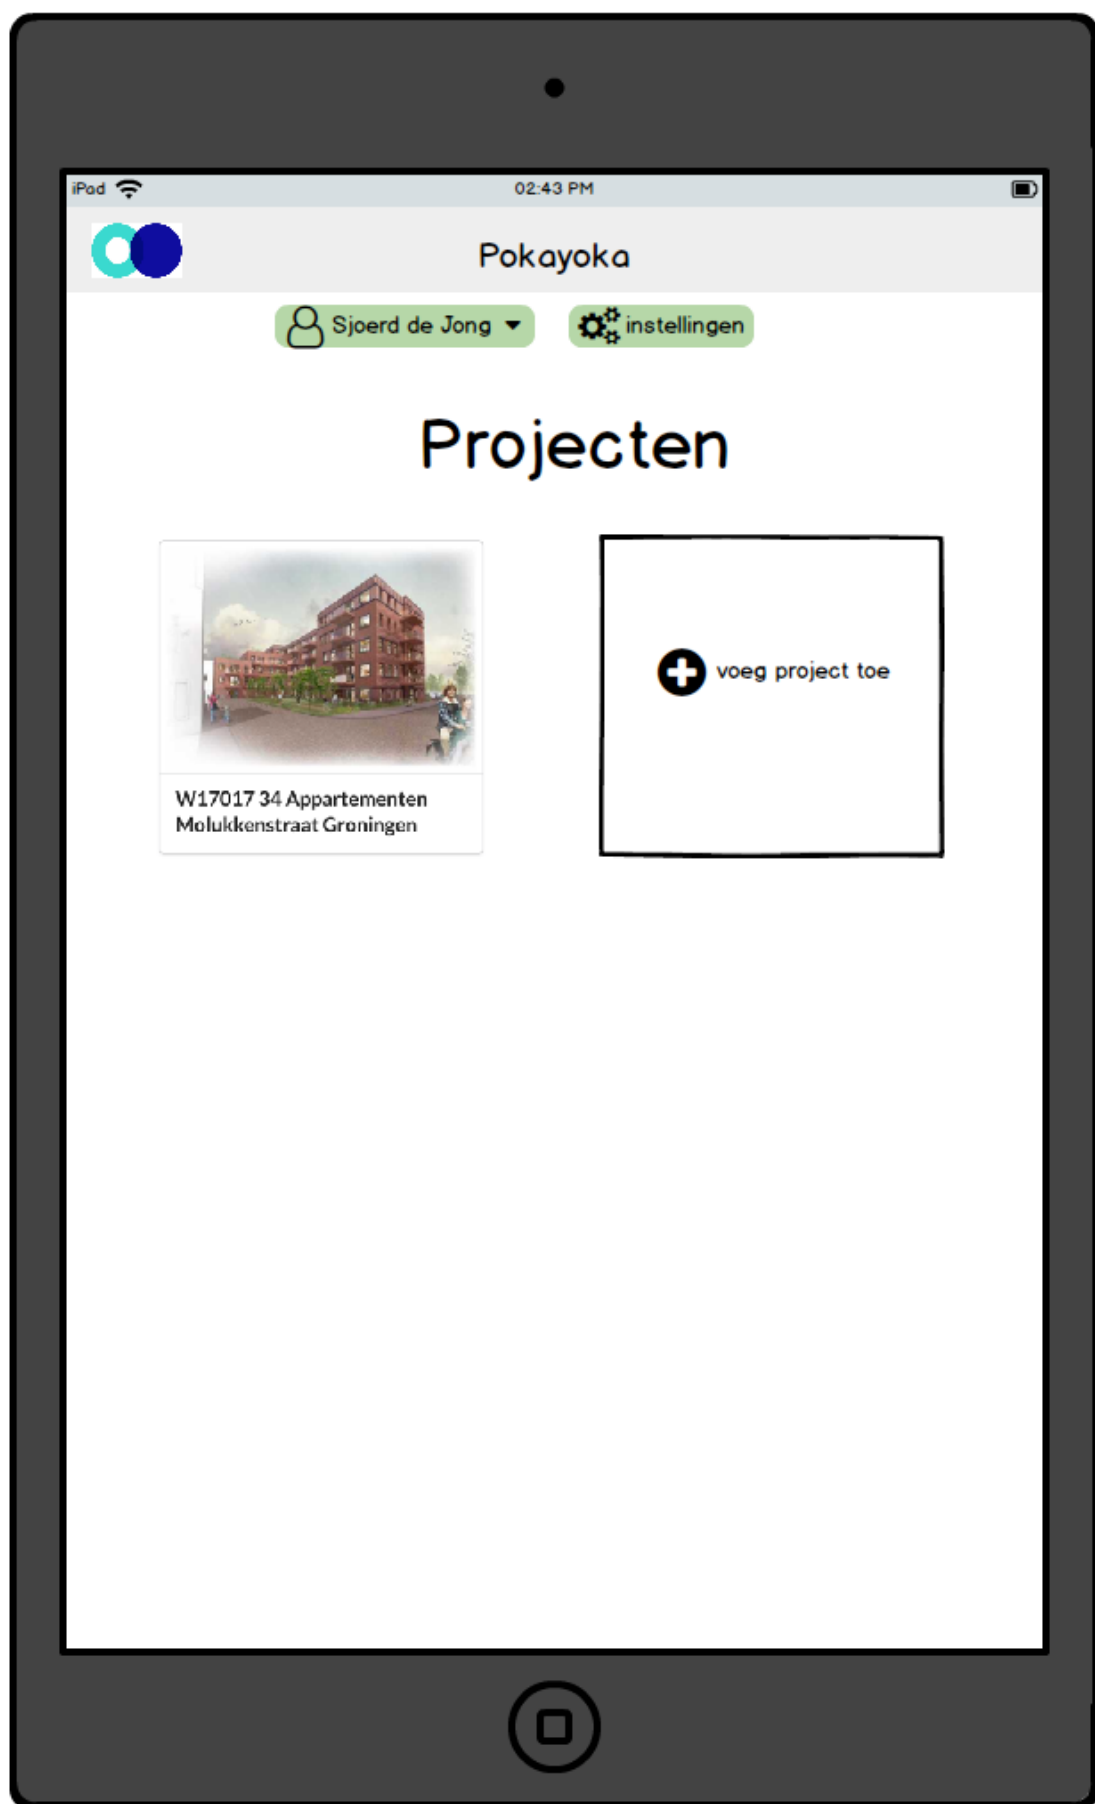 iPad
02:43 PM
Pokayoka
Sjoerd de Jong
instellingen
Projecten
W17017 34 Appartementen
Molukkenstraat Groningen
voeg project toe